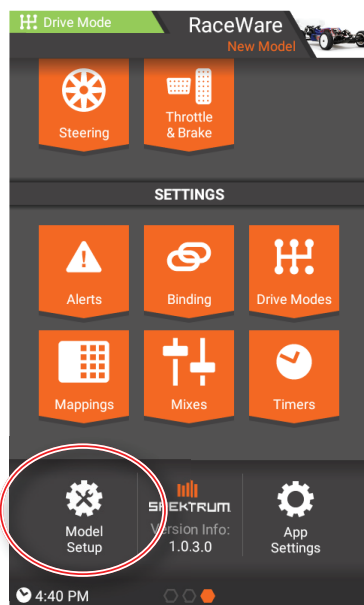 Drive Mode
RaceWare
New Model
Steering
Throttle
& Brake
SETTINGS
Alerts
Binding
Drive Modes
Mappings
Mixes
Timers
Model
Setup
SPEKTRUM
Version Info:
1.0.3.0
App
Settings
4:40 PM